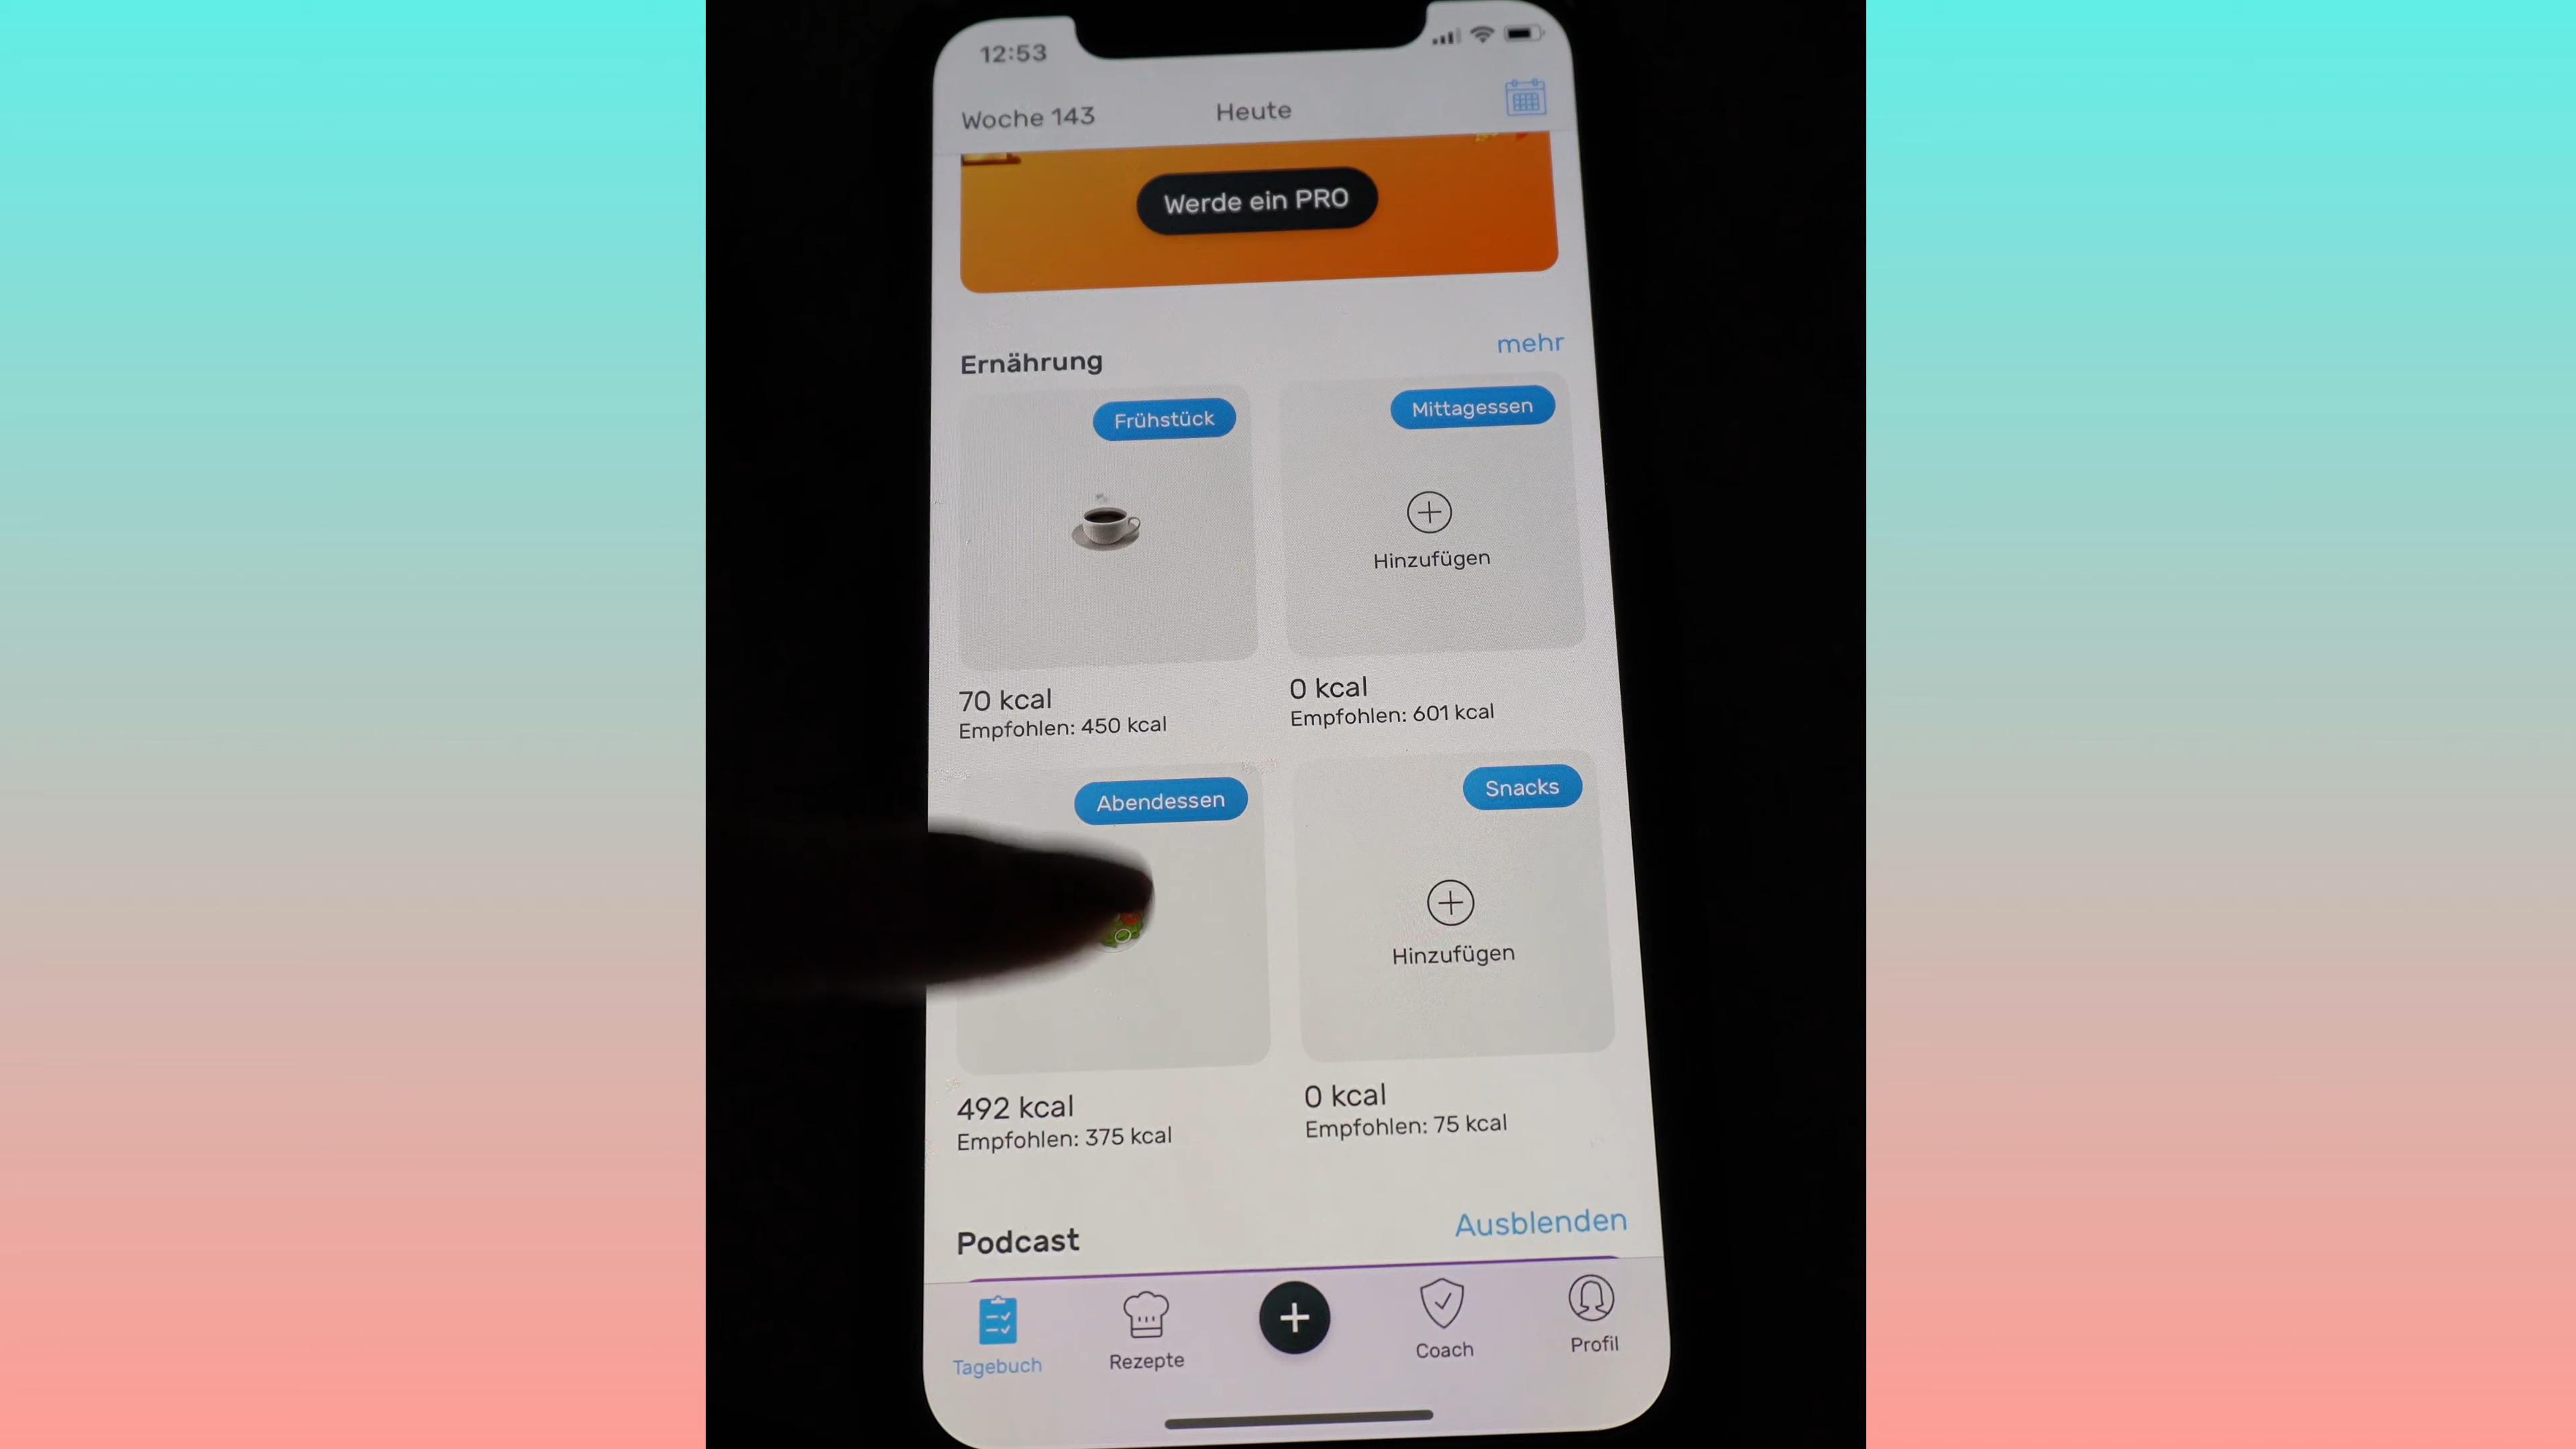 12:53
Woche 143
Heute
Werde ein PRO
Ernährung
mehr
Frühstück
Mittagessen
Hinzufügen
70 kcal
Empfohlen: 450 kcal
0 kcal
Empfohlen: 601 kcal
Abendessen
Snacks
Hinzufügen
492 kcal
Empfohlen: 375 kcal
0 kcal
Empfohlen: 75 kcal
Podcast
Ausblenden
Tagebuch
Rezepte
Coach
Profil